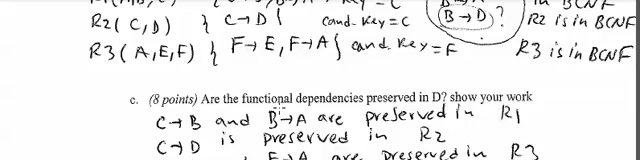 R2(C,D) { C→D } cand. Key=C (B→D)? R2 is in BCNF
R3(A,E,F) { F→E, F→A} cand. Key=F R3 is in BCNF
c. (8 points) Are the functional dependencies preserved in D? show your work
C→B and B→A are preserved in R1
C→D is preserved in R2
E→A are preserved in R3